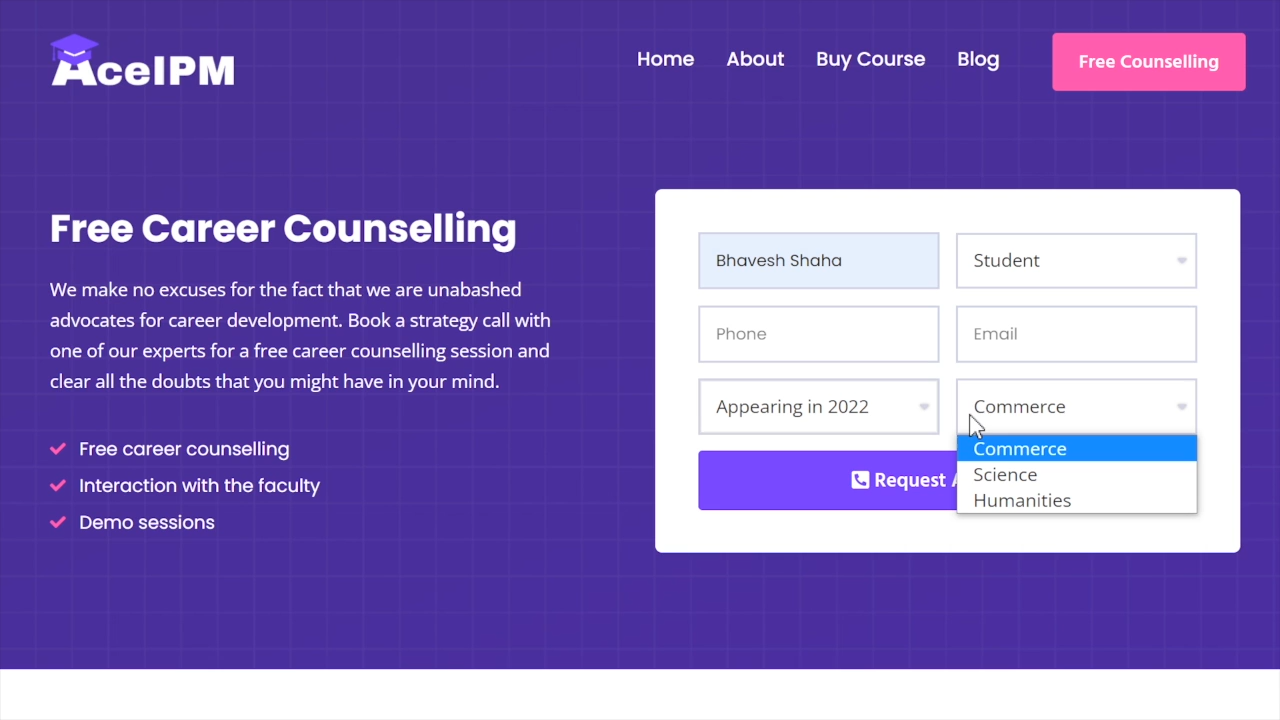 AceIPM
Home
About
Buy Course
Blog
Free Counselling
Free Career Counselling
We make no excuses for the fact that we are unabashed
advocates for career development. Book a strategy call with
one of our experts for a free career counselling session and
clear all the doubts that you might have in your mind.
Free career counselling
Interaction with the faculty
Demo sessions
Bhavesh Shaha
Student
Phone
Email
Appearing in 2022
Commerce
Commerce
Science
Humanities
Request